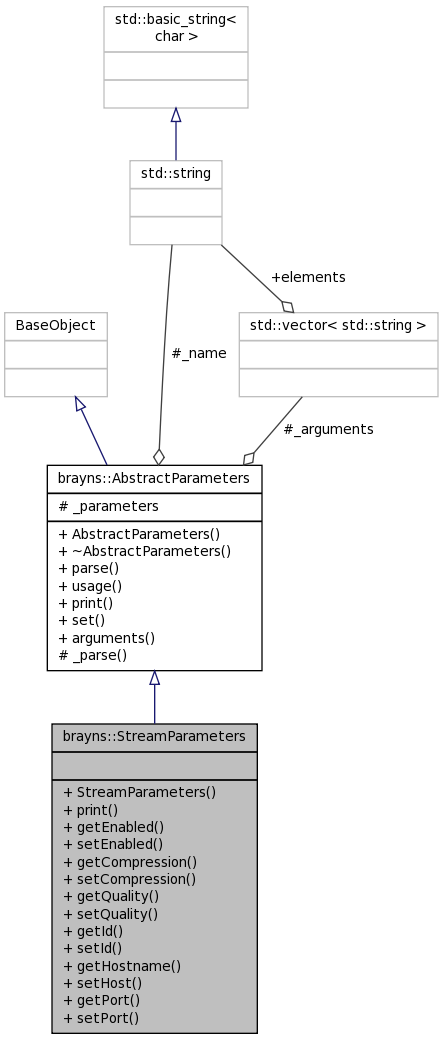 std::basic_string<
char >
std::string
+elements
BaseObject
std::vector< std::string >
#_name
#_arguments
brayns::AbstractParameters
# _parameters
+ AbstractParameters()
+ ~AbstractParameters()
+ parse()
+ usage()
+ print()
+ set()
+ arguments()
# _parse()
brayns::StreamParameters
+ StreamParameters()
+ print()
+ getEnabled()
+ setEnabled()
+ getCompression()
+ setCompression()
+ getQuality()
+ setQuality()
+ getId()
+ setId()
+ getHostname()
+ setHost()
+ getPort()
+ setPort()